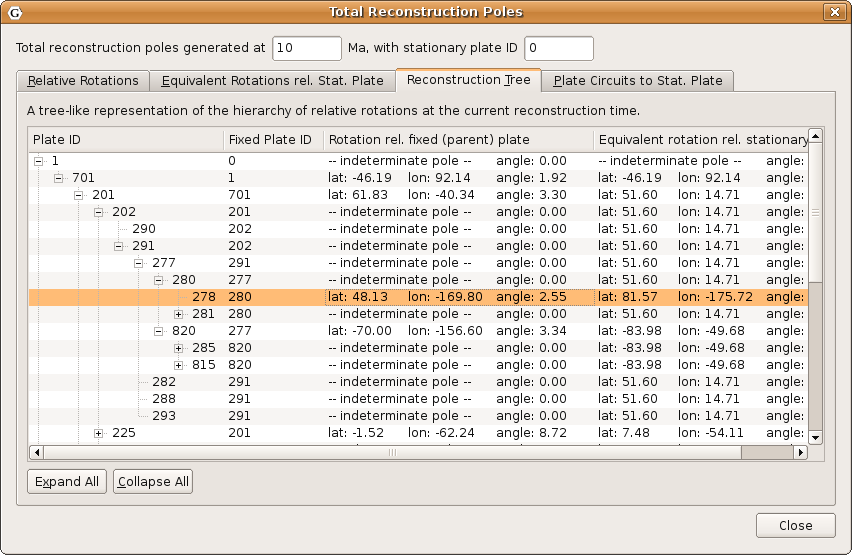 Total Reconstruction Poles
Total reconstruction poles generated at 10 Ma, with stationary plate ID 0
Relative Rotations Equivalent Rotations rel. Stat. Plate Reconstruction Tree Plate Circuits to Stat. Plate
A tree-like representation of the hierarchy of relative rotations at the current reconstruction time.
Plate ID Fixed Plate ID Rotation rel. fixed (parent) plate Equivalent rotation rel. stationary
1 0 -- indeterminate pole -- angle: 0.00 -- indeterminate pole -- angle:
701 1 lat: -46.19 lon: 92.14 angle: 1.92 lat: -46.19 lon: 92.14 angle:
201 701 lat: 61.83 lon: -40.34 angle: 3.30 lat: 51.60 lon: 14.71 angle:
202 201 -- indeterminate pole -- angle: 0.00 lat: 51.60 lon: 14.71 angle:
290 202 -- indeterminate pole -- angle: 0.00 lat: 51.60 lon: 14.71 angle:
291 202 -- indeterminate pole -- angle: 0.00 lat: 51.60 lon: 14.71 angle:
277 291 -- indeterminate pole -- angle: 0.00 lat: 51.60 lon: 14.71 angle:
280 277 -- indeterminate pole -- angle: 0.00 lat: 51.60 lon: 14.71 angle:
278 280 lat: 48.13 lon: -169.80 angle: 2.55 lat: 81.57 lon: -175.72 angle:
281 280 -- indeterminate pole -- angle: 0.00 lat: 51.60 lon: 14.71 angle:
820 277 lat: -70.00 lon: -156.60 angle: 3.34 lat: -83.98 lon: -49.68 angle:
285 820 -- indeterminate pole -- angle: 0.00 lat: -83.98 lon: -49.68 angle:
815 820 -- indeterminate pole -- angle: 0.00 lat: -83.98 lon: -49.68 angle:
282 291 -- indeterminate pole -- angle: 0.00 lat: 51.60 lon: 14.71 angle:
288 291 -- indeterminate pole -- angle: 0.00 lat: 51.60 lon: 14.71 angle:
293 291 -- indeterminate pole -- angle: 0.00 lat: 51.60 lon: 14.71 angle:
225 201 lat: -1.52 lon: -62.24 angle: 8.72 lat: 7.48 lon: -54.11 angle:
Expand All Collapse All
Close